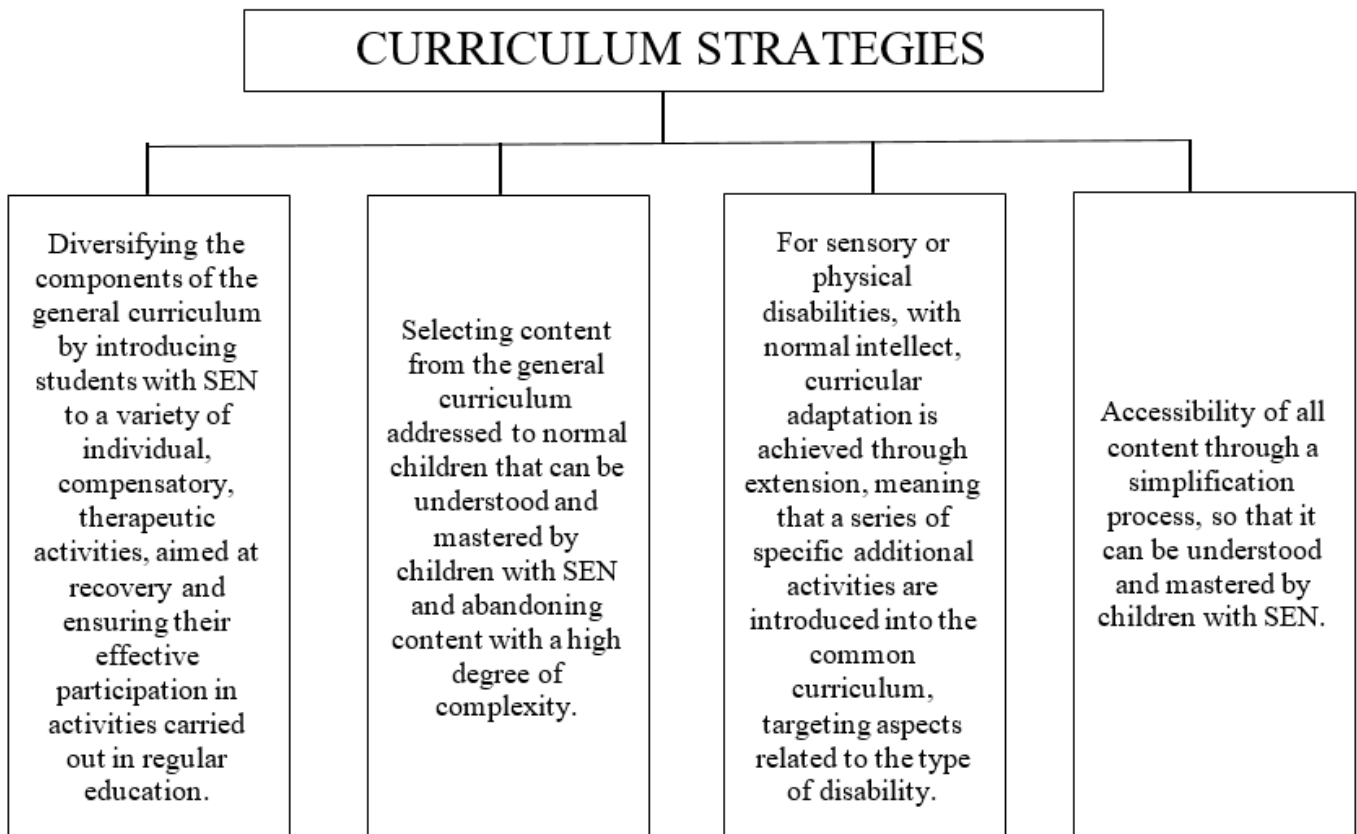 CURRICULUM STRATEGIES
Diversifying the
components of the
general curriculum
by introducing
students with SEN
to a variety of
individual,
compensatory,
therapeutic
activities, aimed at
recovery and
ensuring their
effective
participation in
activities carried
out in regular
education.
Selecting content
from the general
curriculum
addressed to normal
children that can be
understood and
mastered by
children with SEN
and abandoning
content with a high
degree of
complexity.
For sensory or
physical
disabilities, with
normal intellect,
curricular
adaptation is
achieved through
extension, meaning
that a series of
specific additional
activities are
introduced into the
common
curriculum,
targeting aspects
related to the type
of disability.
Accessibility of all
content through a
simplification
process, so that it
can be understood
and mastered by
children with SEN.